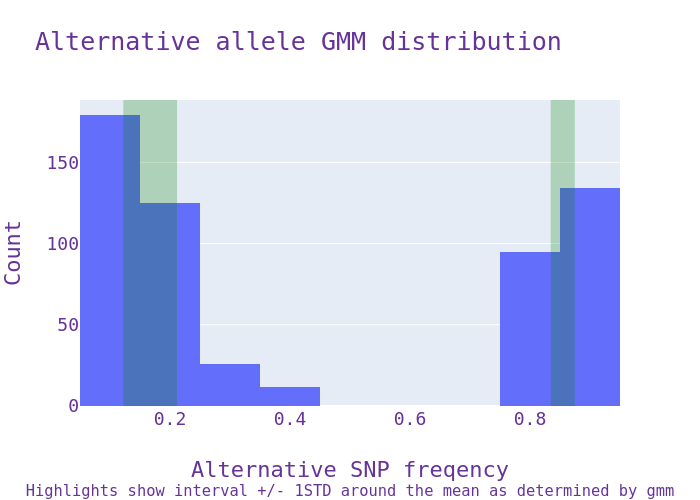 Alternative allele GMM distribution
Count
150
100
50
0
0.2 0.4 0.6 0.8
Alternative SNP freqency
Highlights show interval +/- 1STD around the mean as determined by gmm